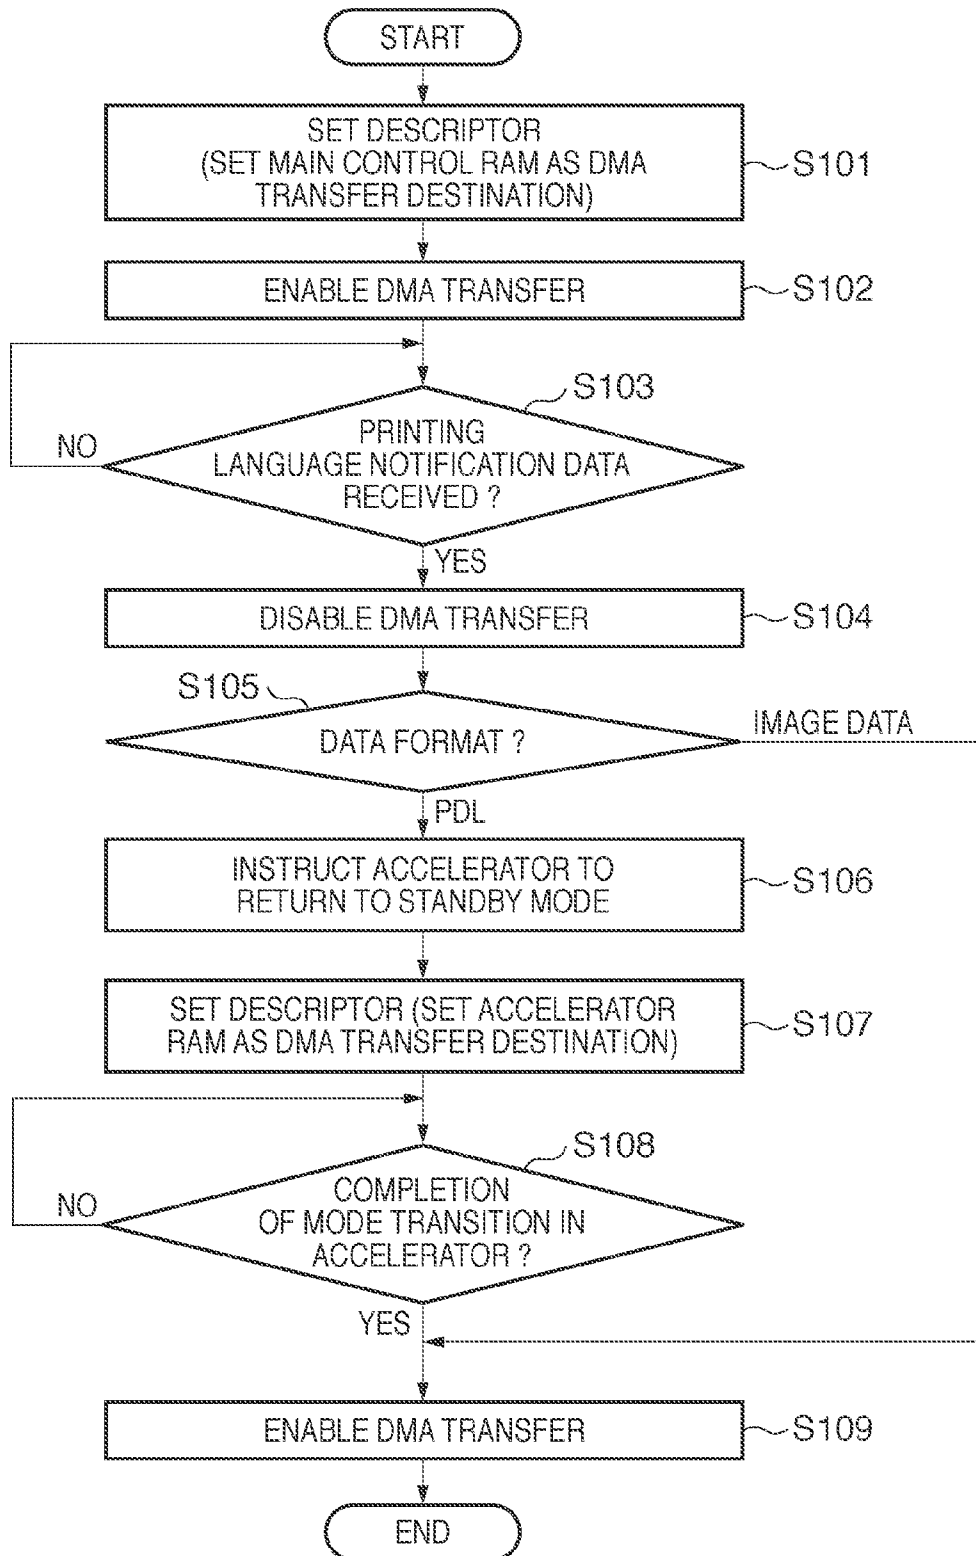 START
SET DESCRIPTOR
(SET MAIN CONTROL RAM AS DMA
TRANSFER DESTINATION)
S101
ENABLE DMA TRANSFER
S102
S103
PRINTING
LANGUAGE NOTIFICATION DATA
RECEIVED ?
NO
YES
DISABLE DMA TRANSFER
S104
S105
DATA FORMAT ?
IMAGE DATA
PDL
INSTRUCT ACCELERATOR TO
RETURN TO STANDBY MODE
S106
SET DESCRIPTOR (SET ACCELERATOR
RAM AS DMA TRANSFER DESTINATION)
S107
S108
COMPLETION
OF MODE TRANSITION IN
ACCELERATOR ?
NO
YES
ENABLE DMA TRANSFER
S109
END